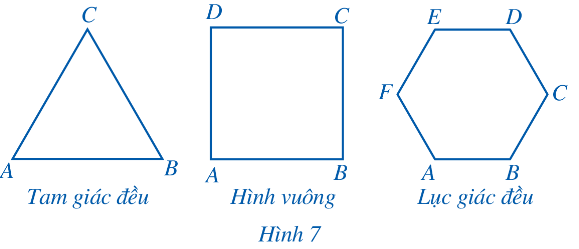 C
A
B
Tam giác đều
D
C
A
B
Hình vuông
E
D
F
C
A
B
Lục giác đều
Hình 7